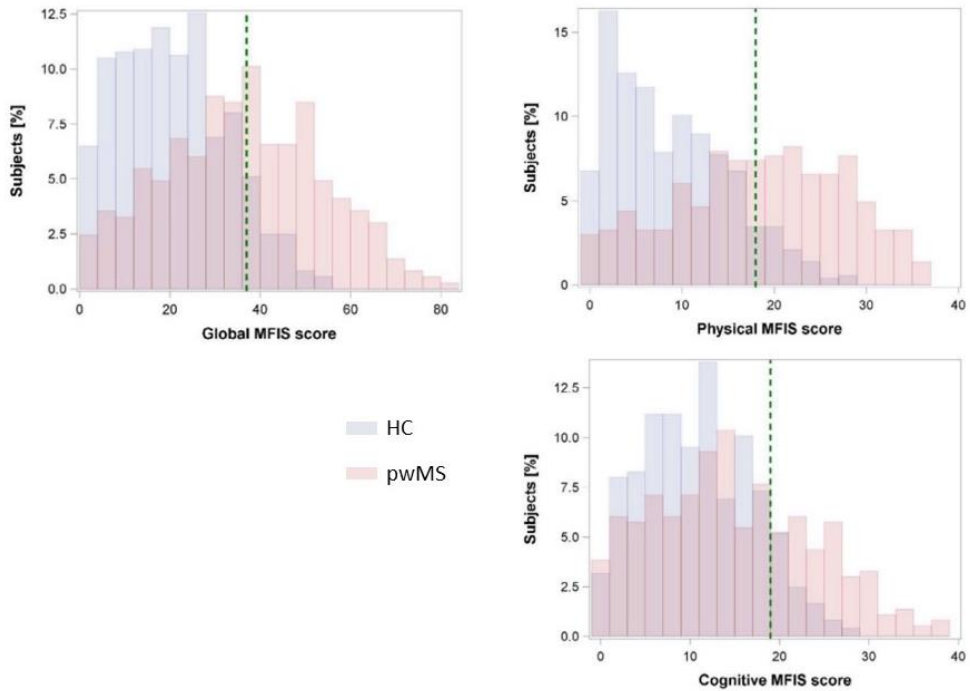 12.5
10.0
7.5
5.0
2.5
0.0
Subjects [%]
0 20 40 60 80
Global MFIS score
15
10
5
0
Subjects [%]
0 10 20 30 40
Physical MFIS score
HC
pwMS
12.5
10.0
7.5
5.0
2.5
0.0
Subjects [%]
0 10 20 30 40
Cognitive MFIS score